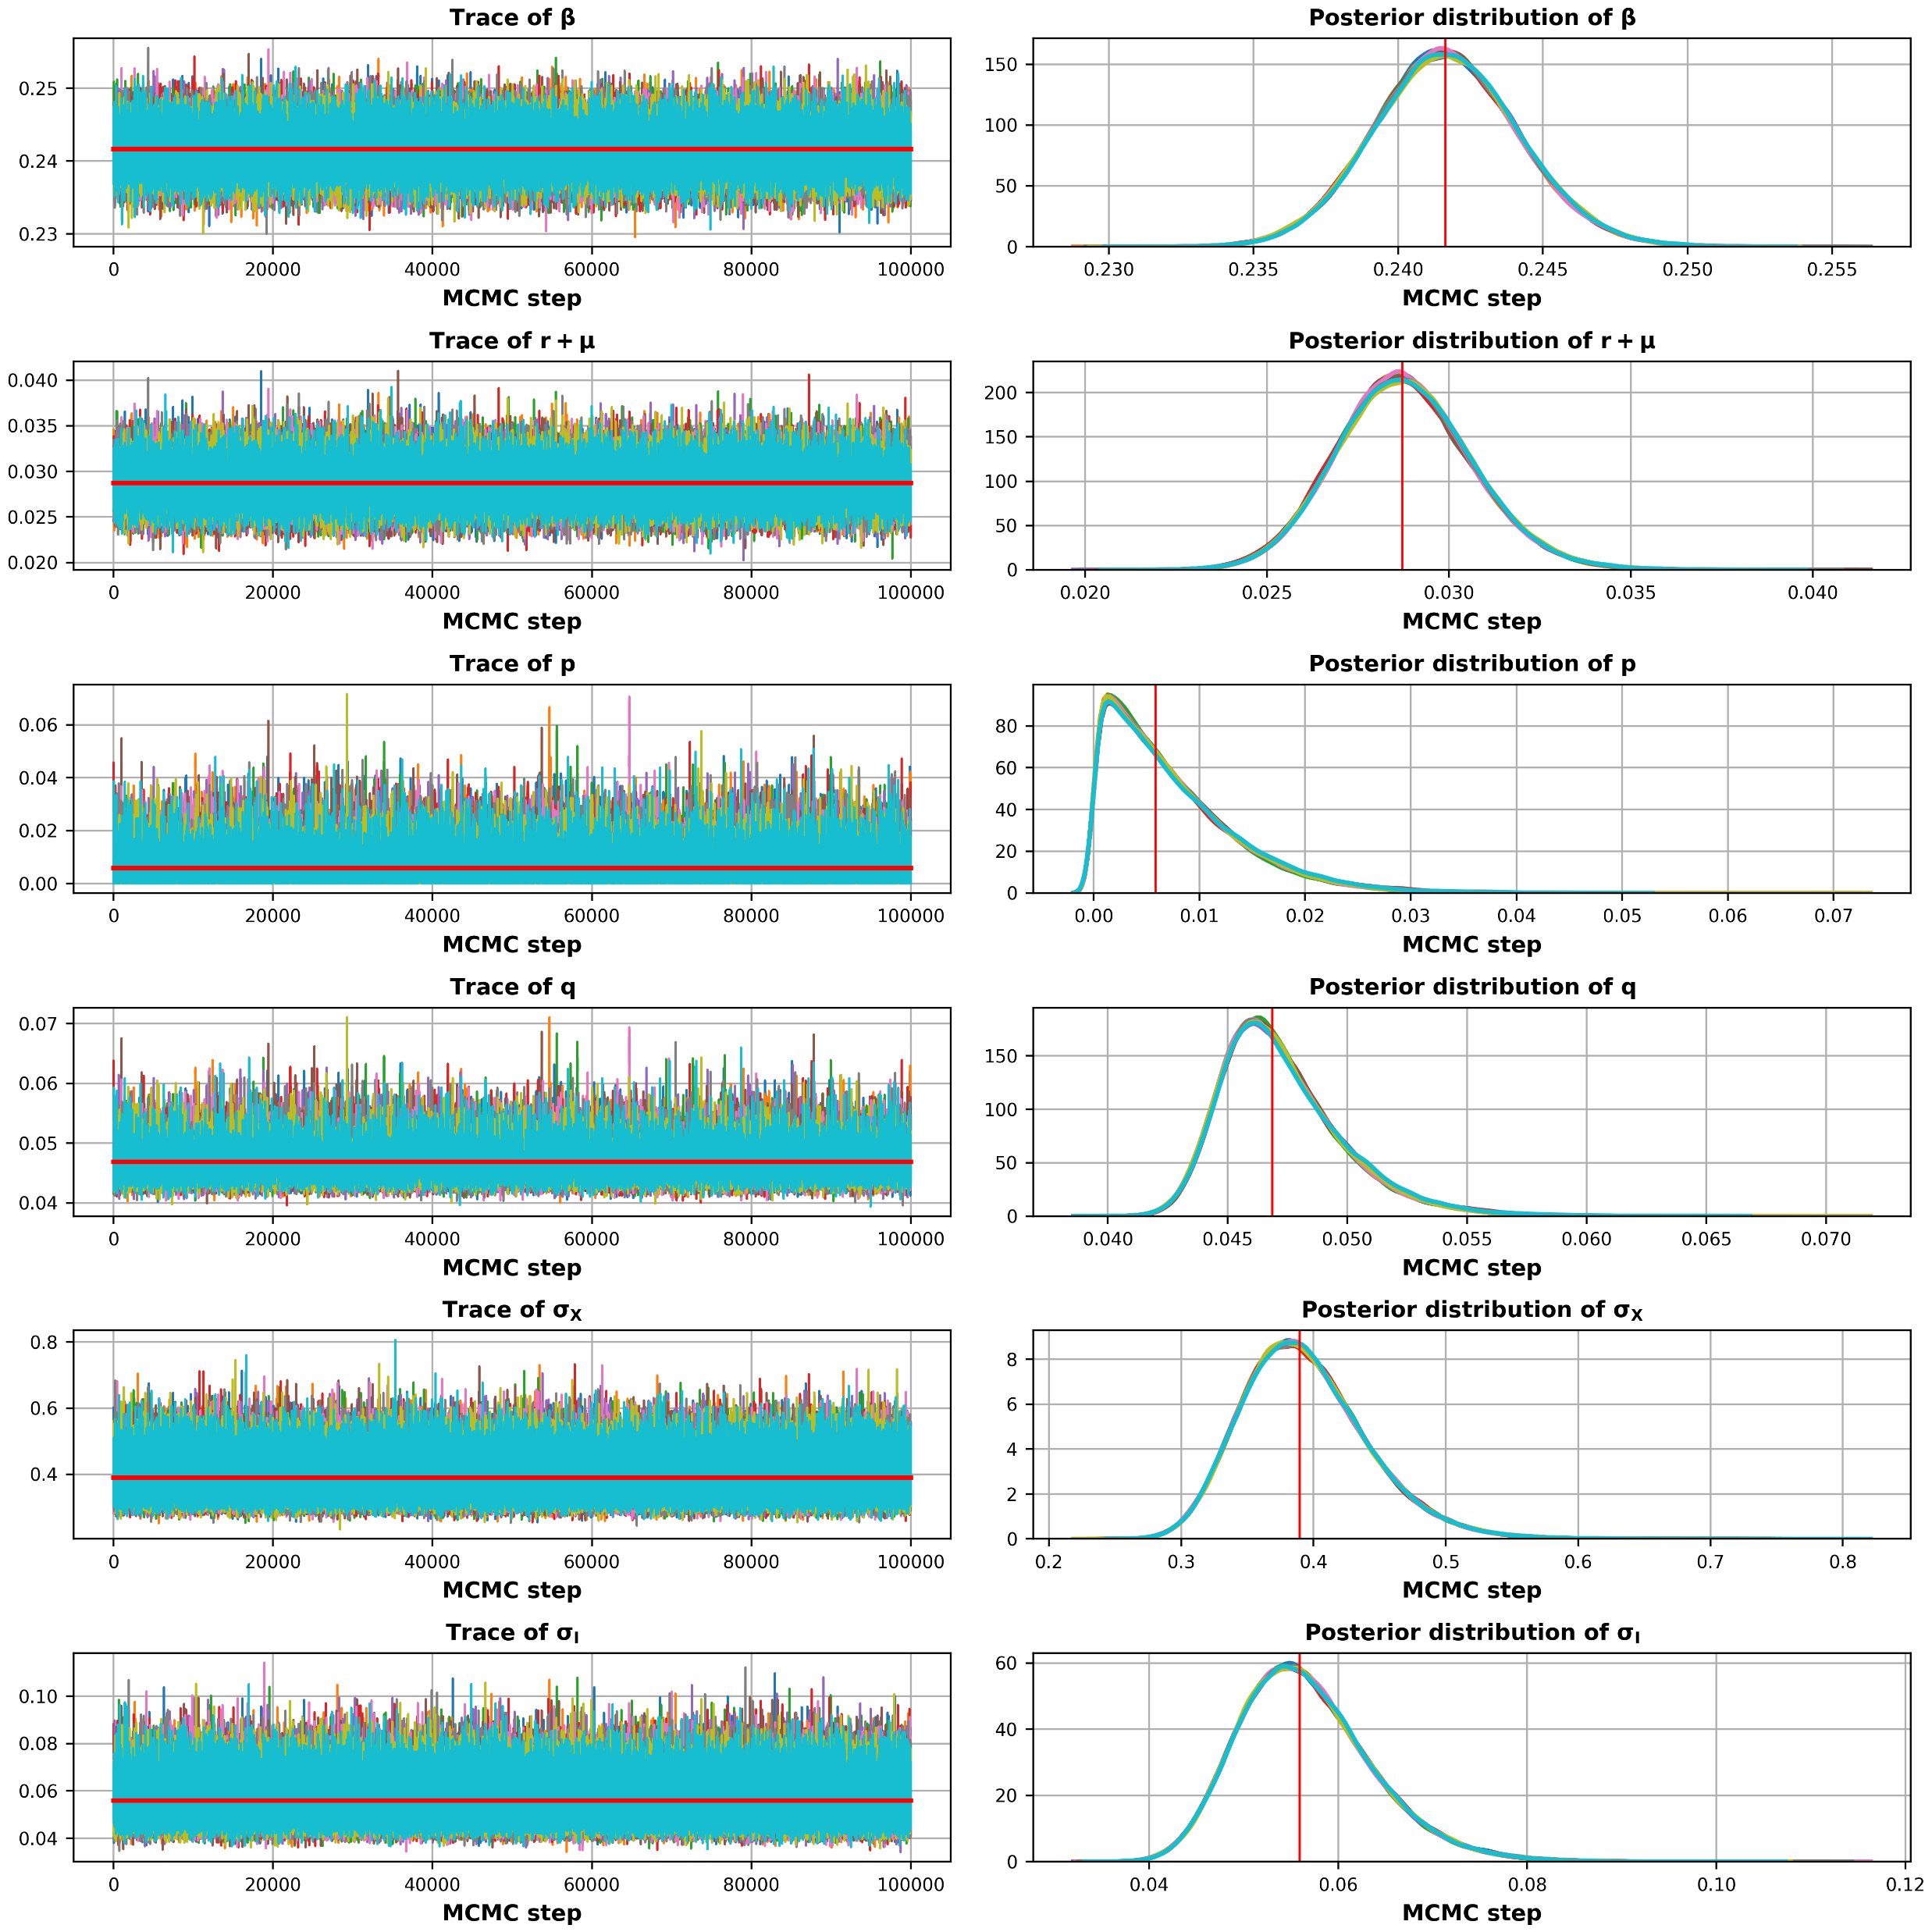 Trace of β
0.25
0.24
0.23
0 20000 40000 60000 80000 100000
MCMC step
Posterior distribution of β
150
100
50
0
0.230 0.235 0.240 0.245 0.250 0.255
MCMC step
Trace of r + μ
0.040
0.035
0.030
0.025
0.020
0 20000 40000 60000 80000 100000
MCMC step
Posterior distribution of r + μ
200
150
100
50
0
0.020 0.025 0.030 0.035 0.040
MCMC step
Trace of p
0.06
0.04
0.02
0.00
0 20000 40000 60000 80000 100000
MCMC step
Posterior distribution of p
80
60
40
20
0
0.00 0.01 0.02 0.03 0.04 0.05 0.06 0.07
MCMC step
Trace of q
0.07
0.06
0.05
0.04
0 20000 40000 60000 80000 100000
MCMC step
Posterior distribution of q
150
100
50
0
0.040 0.045 0.050 0.055 0.060 0.065 0.070
MCMC step
Trace of σX
0.8
0.6
0.4
0 20000 40000 60000 80000 100000
MCMC step
Posterior distribution of σX
8
6
4
2
0
0.2 0.3 0.4 0.5 0.6 0.7 0.8
MCMC step
Trace of σI
0.10
0.08
0.06
0.04
0 20000 40000 60000 80000 100000
MCMC step
Posterior distribution of σI
60
40
20
0
0.04 0.06 0.08 0.10 0.12
MCMC step